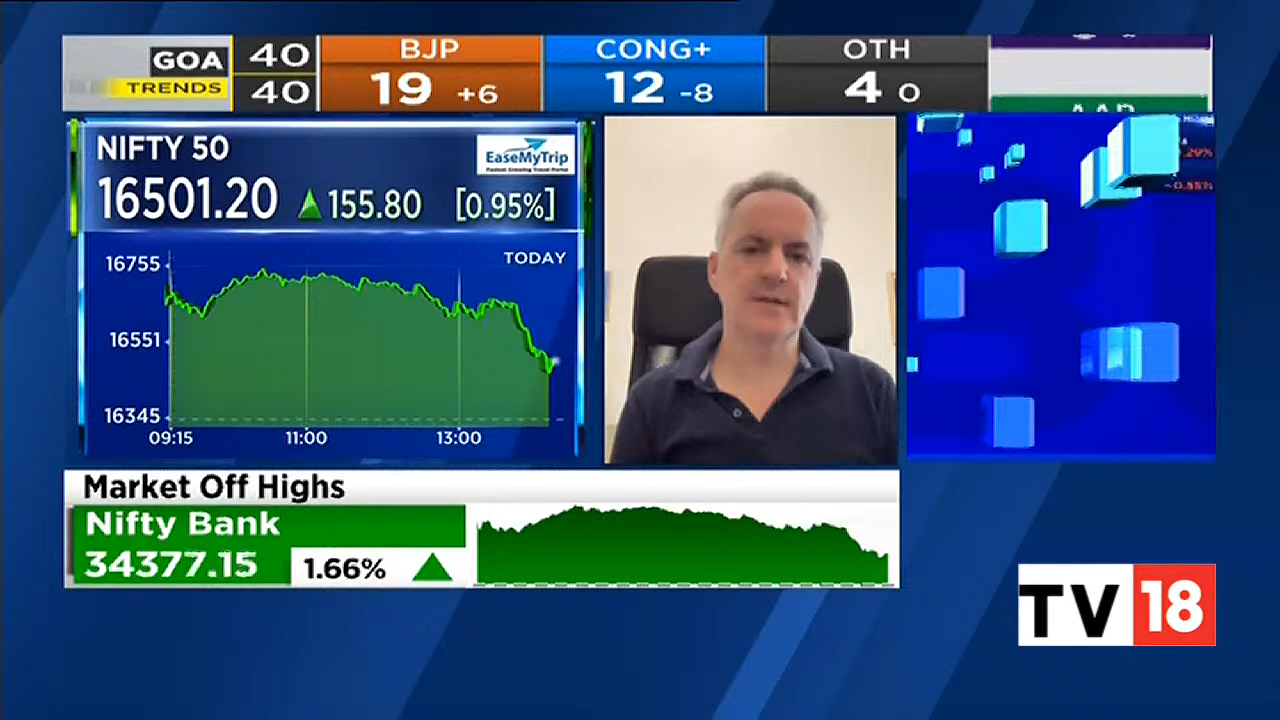 GOA
TRENDS
40
40
BJP
19 +6
CONG+
12 -8
OTH
4 0
NIFTY 50
16501.20 ▲ 155.80 [0.95%]
EaseMyTrip
TODAY
16755
16551
16345
09:15 11:00 13:00
Market Off Highs
Nifty Bank
34377.15 1.66% ▲
TV 18